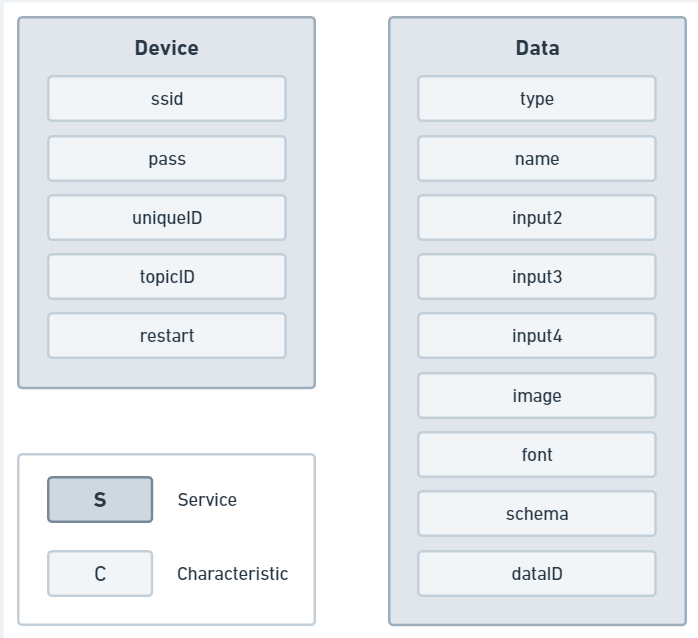 Device
ssid
pass
uniqueID
topicID
restart
S
Service
C
Characteristic
Data
type
name
input2
input3
input4
image
font
schema
dataID